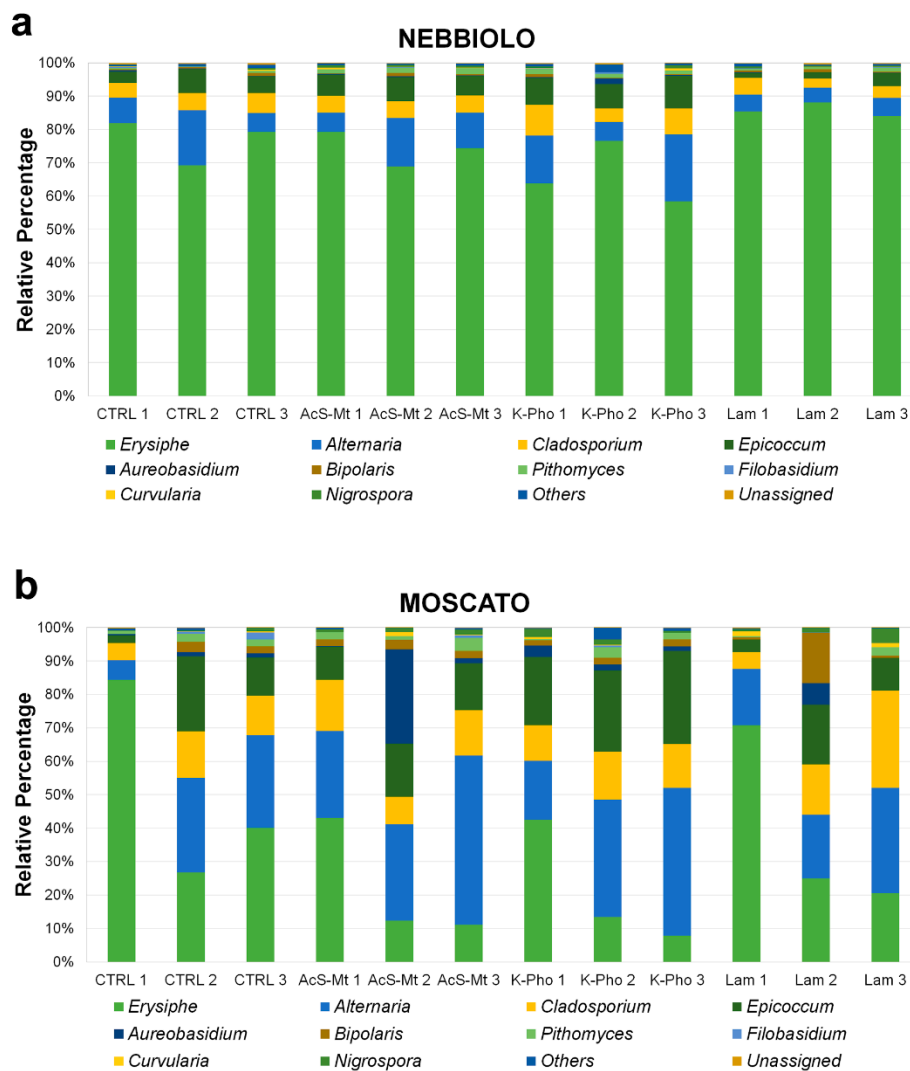 a
NEBBIOLO
Relative Percentage
100%
90%
80%
70%
60%
50%
40%
30%
20%
10%
0%
CTRL 1 CTRL 2 CTRL 3 AcS-Mt 1 AcS-Mt 2 AcS-Mt 3 K-Pho 1 K-Pho 2 K-Pho 3 Lam 1 Lam 2 Lam 3
Erysiphe Alternaria Cladosporium Epicoccum
Aureobasidium Bipolaris Pithomyces Filobasidium
Curvularia Nigrospora Others Unassigned
b
MOSCATO
Relative Percentage
100%
90%
80%
70%
60%
50%
40%
30%
20%
10%
0%
CTRL 1 CTRL 2 CTRL 3 AcS-Mt 1 AcS-Mt 2 AcS-Mt 3 K-Pho 1 K-Pho 2 K-Pho 3 Lam 1 Lam 2 Lam 3
Erysiphe Alternaria Cladosporium Epicoccum
Aureobasidium Bipolaris Pithomyces Filobasidium
Curvularia Nigrospora Others Unassigned